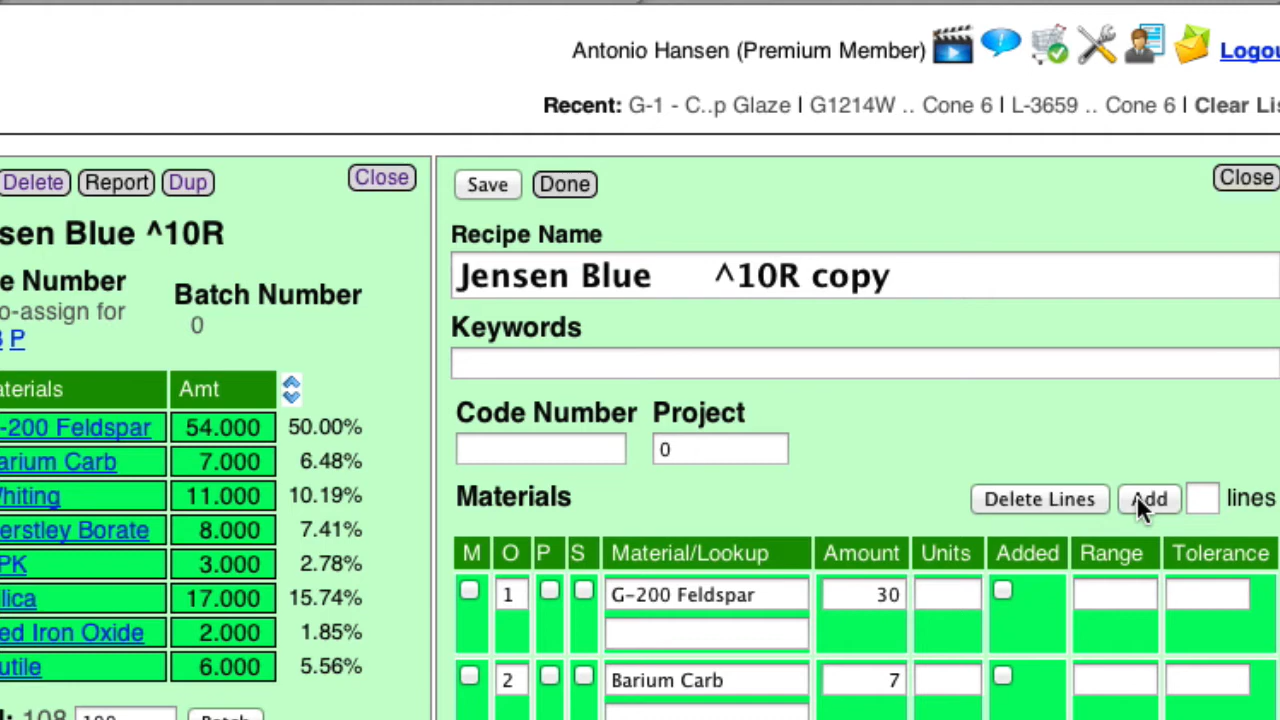 Antonio Hansen (Premium Member) Logou
Recent: G-1 - C..p Glaze | G1214W .. Cone 6 | L-3659 .. Cone 6 | Clear Lis
Delete Report Dup Close
sen Blue ^10R
e Number Batch Number
o-assign for 0
P
aterials Amt
-200 Feldspar 54.000 50.00%
arium Carb 7.000 6.48%
hiting 11.000 10.19%
erstley Borate 8.000 7.41%
PK 3.000 2.78%
lica 17.000 15.74%
ed Iron Oxide 2.000 1.85%
utile 6.000 5.56%
108 100 Batch
Save Done Close
Recipe Name
Jensen Blue ^10R copy
Keywords
Code Number Project
0
Materials Delete Lines Add lines
M O P S Material/Lookup Amount Units Added Range Tolerance
1 G-200 Feldspar 30
2 Barium Carb 7